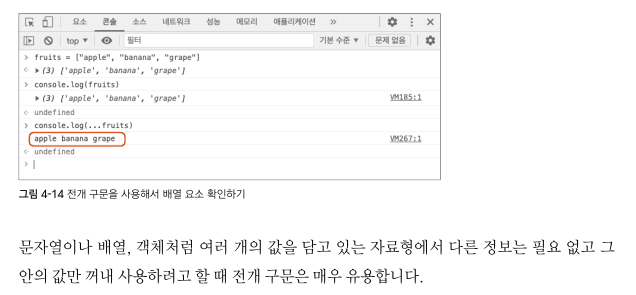 요소 콘솔 소스 네트워크 성능 메모리 애플리케이션 »
top ▼ 필터 기본 수준 ▼ 문제 없음
> fruits = ["apple", "banana", "grape"]
< ▶ (3) ['apple', 'banana', 'grape']
> console.log(fruits)
▶ (3) ['apple', 'banana', 'grape'] VM185:1
< undefined
> console.log(...fruits)
apple banana grape VM267:1
< undefined
>
그림 4-14 전개 구문을 사용해서 배열 요소 확인하기
문자열이나 배열, 객체처럼 여러 개의 값을 담고 있는 자료형에서 다른 정보는 필요 없고 그
안의 값만 꺼내 사용하려고 할 때 전개 구문은 매우 유용합니다.